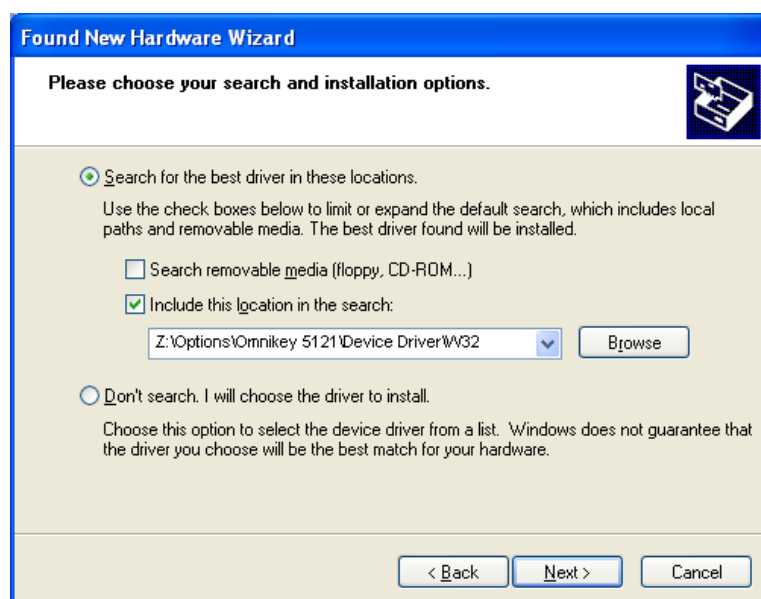 Found New Hardware Wizard
Please choose your search and installation options.
Search for the best driver in these locations.
Use the check boxes below to limit or expand the default search, which includes local
paths and removable media. The best driver found will be installed.
Search removable media (floppy, CD-ROM...)
Include this location in the search:
Z:\Options\Omnikey 5121\Device Driver\W32
Browse
Don't search. I will choose the driver to install.
Choose this option to select the device driver from a list. Windows does not guarantee that
the driver you choose will be the best match for your hardware.
< Back Next > Cancel